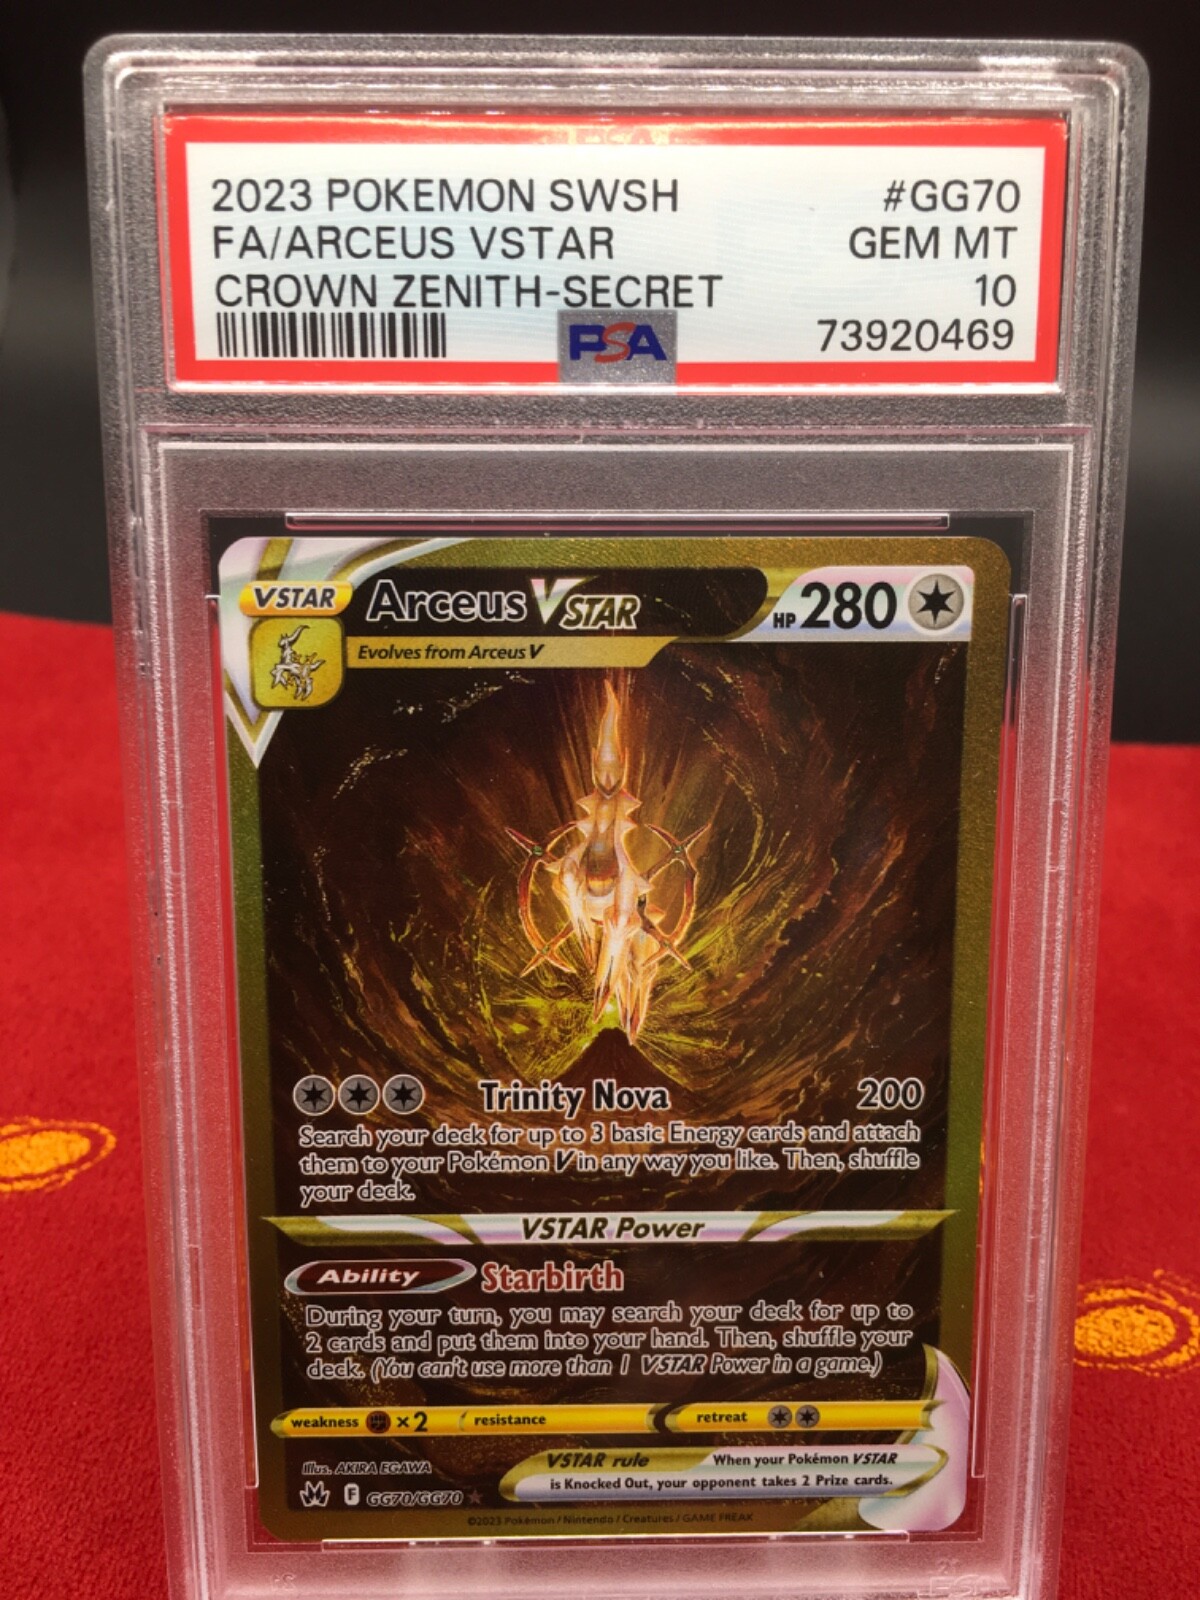 2023 POKEMON SWSH #GG70
FA/ARCEUS VSTAR GEM MT
CROWN ZENITH-SECRET 10
PSA 73920469
VSTAR Arceus VSTAR HP 280
Evolves from Arceus V
Trinity Nova 200
Search your deck for up to 3 basic Energy cards and attach
them to your Pokémon V in any way you like. Then, shuffle
your deck.
VSTAR Power
Ability Starbirth
During your turn, you may search your deck for up to
2 cards and put them into your hand. Then, shuffle your
deck. (You can't use more than 1 VSTAR Power in a game.)
weakness ×2 resistance retreat
Illus. AKIRA EGAWA
VSTAR rule When your Pokémon VSTAR
is Knocked Out, your opponent takes 2 Prize cards.
F GG70/GG70
©2023 Pokémon / Nintendo / Creatures / GAME FREAK